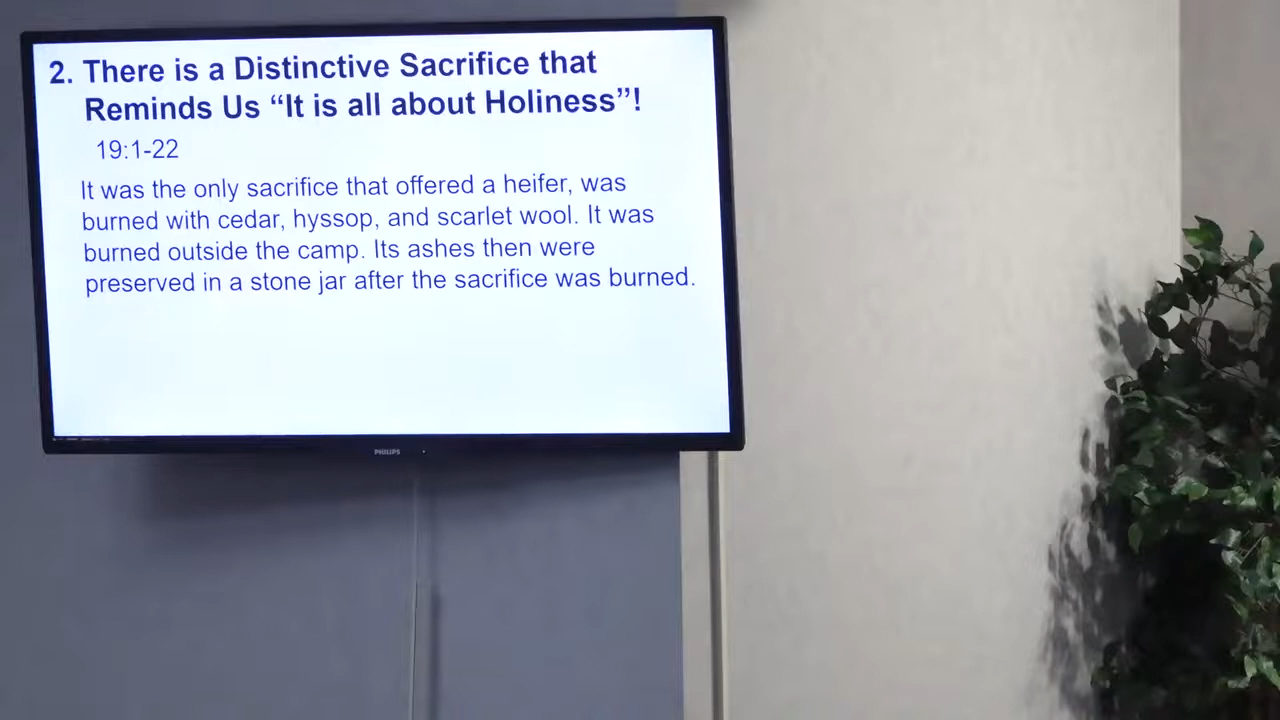 2. There is a Distinctive Sacrifice that
Reminds Us “It is all about Holiness”!
19:1-22
It was the only sacrifice that offered a heifer, was
burned with cedar, hyssop, and scarlet wool. It was
burned outside the camp. Its ashes then were
preserved in a stone jar after the sacrifice was burned.
PHILIPS